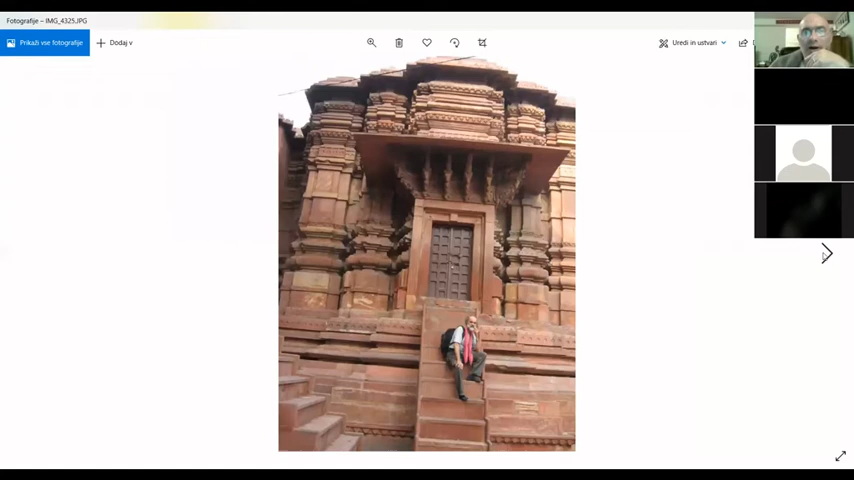 Fotografije – IMG_4325.JPG
Prikaži vse fotografije
Dodaj v
Uredi in ustvari